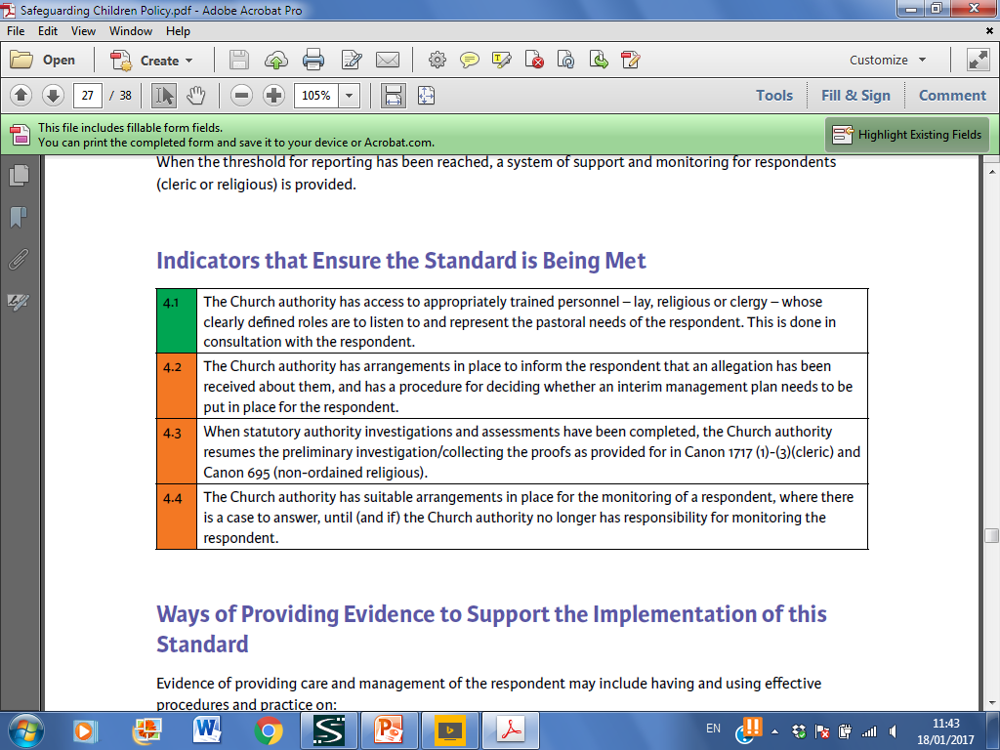 Safeguarding Children Policy.pdf - Adobe Acrobat Pro
File Edit View Window Help
Open Create Customize
27 / 38 105% Tools Fill & Sign Comment
This file includes fillable form fields.
You can print the completed form and save it to your device or Acrobat.com.
Highlight Existing Fields
When the threshold for reporting has been reached, a system of support and monitoring for respondents
(cleric or religious) is provided.
Indicators that Ensure the Standard is Being Met
4.1 The Church authority has access to appropriately trained personnel – lay, religious or clergy – whose
clearly defined roles are to listen to and represent the pastoral needs of the respondent. This is done in
consultation with the respondent.
4.2 The Church authority has arrangements in place to inform the respondent that an allegation has been
received about them, and has a procedure for deciding whether an interim management plan needs to be
put in place for the respondent.
4.3 When statutory authority investigations and assessments have been completed, the Church authority
resumes the preliminary investigation/collecting the proofs as provided for in Canon 1717 (1)-(3)(cleric) and
Canon 695 (non-ordained religious).
4.4 The Church authority has suitable arrangements in place for the monitoring of a respondent, where there
is a case to answer, until (and if) the Church authority no longer has responsibility for monitoring the
respondent.
Ways of Providing Evidence to Support the Implementation of this
Standard
Evidence of providing care and management of the respondent may include having and using effective
procedures and practice on:
EN
11:43
18/01/2017